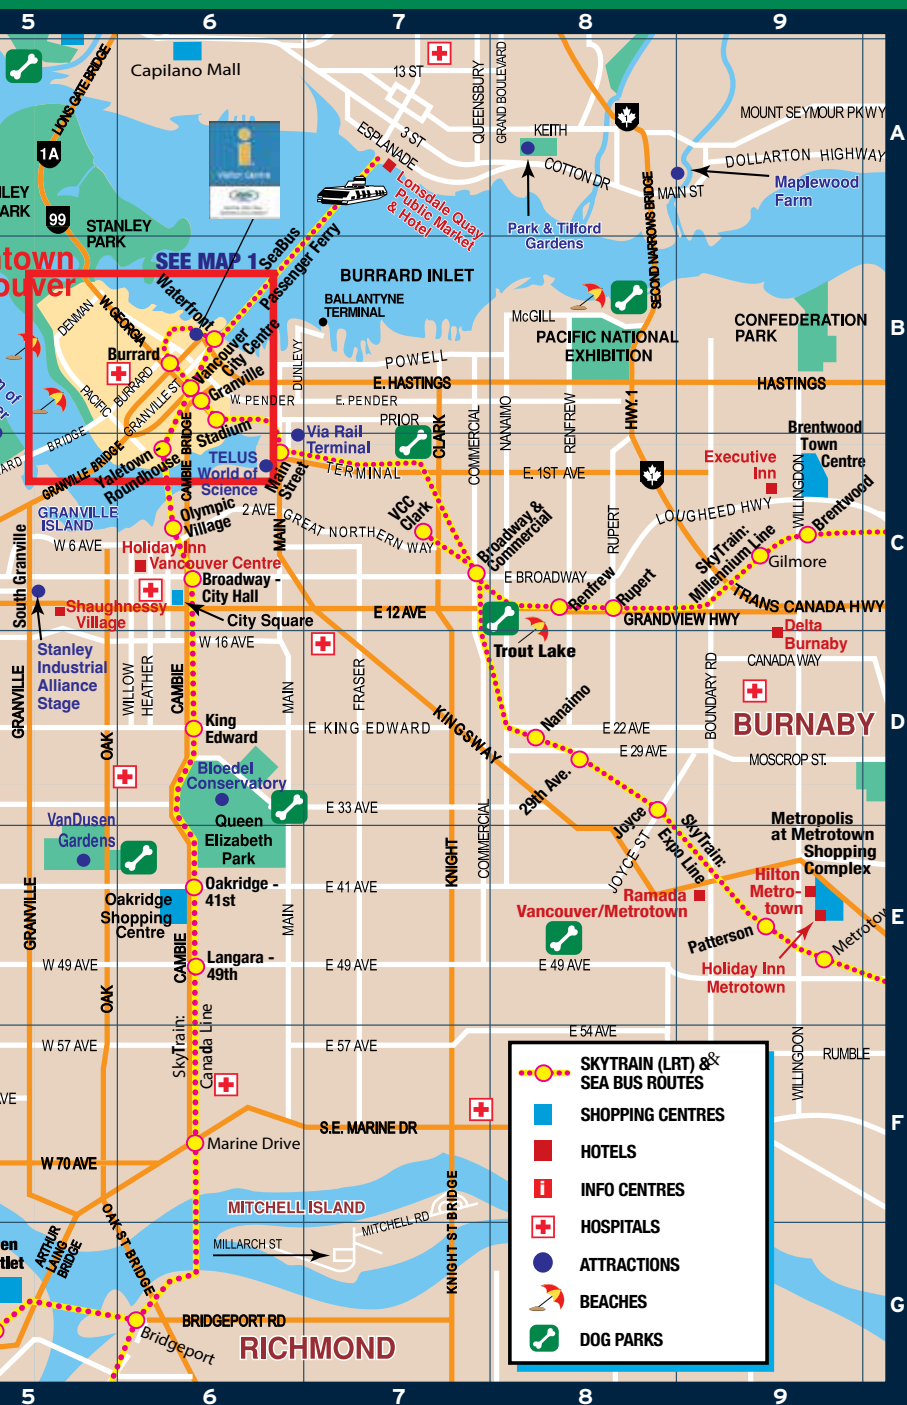 5 6 7 8 9
Capilano Mall
13 ST
QUEENSBURY
GRAND BOULEVARD
LIONS GATE BRIDGE
3 ST
ESPLANADE
KEITH
COTTON DR
MOUNT SEYMOUR PKWY
DOLLARTON HIGHWAY
MAIN ST
A
1A
99
1
STANLEY
PARK
Visitor Centre
Lonsdale Quay
Public Market
& Hotel
Park & Tilford
Gardens
Maplewood
Farm
SECOND NARROWS BRIDGE
SEE MAP 1
SeaBus
Passenger Ferry
BURRARD INLET
BALLANTYNE
TERMINAL
McGILL
PACIFIC NATIONAL
EXHIBITION
CONFEDERATION
PARK
B
DENMAN
W. GEORGIA
Waterfront
Burrard
Vancouver
City Centre
Granville
PACIFIC
BURRARD
GRANVILLE ST
Stadium
DUNLEVY
POWELL
E. HASTINGS
HASTINGS
W. PENDER
E. PENDER
PRIOR
CLARK
COMMERCIAL
NANAIMO
RENFREW
HWY. 1
BRIDGE
GRANVILLE BRIDGE
CAMBIE BRIDGE
Yaletown
Roundhouse
Via Rail
Terminal
TELUS
World of
Science
Main
Street
TERMINAL
E. 1ST AVE
1
Executive
Inn
Brentwood
Town
Centre
WILLINGDON
Brentwood
GRANVILLE
ISLAND
Olympic
Village
2 AVE
MAIN
GREAT NORTHERN WAY
VCC
Clark
Broadway &
Commercial
RUPERT
LOUGHEED HWY
SkyTrain:
Millennium Line
Gilmore
C
W 6 AVE
South Granville
Holiday Inn
Vancouver Centre
Broadway -
City Hall
City Square
Shaughnessy
Village
E BROADWAY
Renfrew
Rupert
E 12 AVE
GRANDVIEW HWY
TRANS CANADA HWY
Delta
Burnaby
Trout Lake
W 16 AVE
Stanley
Industrial
Alliance
Stage
GRANVILLE
WILLOW
HEATHER
CAMBIE
MAIN
FRASER
BOUNDARY RD
CANADA WAY
BURNABY
King
Edward
E KING EDWARD
KINGSWAY
Nanaimo
E 22 AVE
E 29 AVE
MOSCROP ST.
D
OAK
29th Ave.
Bloedel
Conservatory
Queen
Elizabeth
Park
E 33 AVE
COMMERCIAL
VanDusen
Gardens
Joyce
JOYCE ST
SkyTrain:
Expo Line
Metropolis
at Metrotown
Shopping
Complex
KNIGHT
GRANVILLE
Oakridge -
41st
E 41 AVE
Oakridge
Shopping
Centre
MAIN
Ramada
Vancouver/Metrotown
Hilton
Metro-
town
Patterson
E
CAMBIE
Langara -
49th
W 49 AVE
E 49 AVE
E 49 AVE
Holiday Inn
Metrotown
OAK
SkyTrain:
Canada Line
W 57 AVE
E 57 AVE
E 54 AVE
WILLINGDON
RUMBLE
Marine Drive
S.E. MARINE DR
W 70 AVE
F
MITCHELL ISLAND
MITCHELL RD
MILLARCH ST
OAK ST BRIDGE
ARTHUR
LAING
BRIDGE
KNIGHT ST BRIDGE
BRIDGEPORT RD
Bridgeport
RICHMOND
G
SKYTRAIN (LRT) &
SEA BUS ROUTES
SHOPPING CENTRES
HOTELS
INFO CENTRES
HOSPITALS
ATTRACTIONS
BEACHES
DOG PARKS
5 6 7 8 9